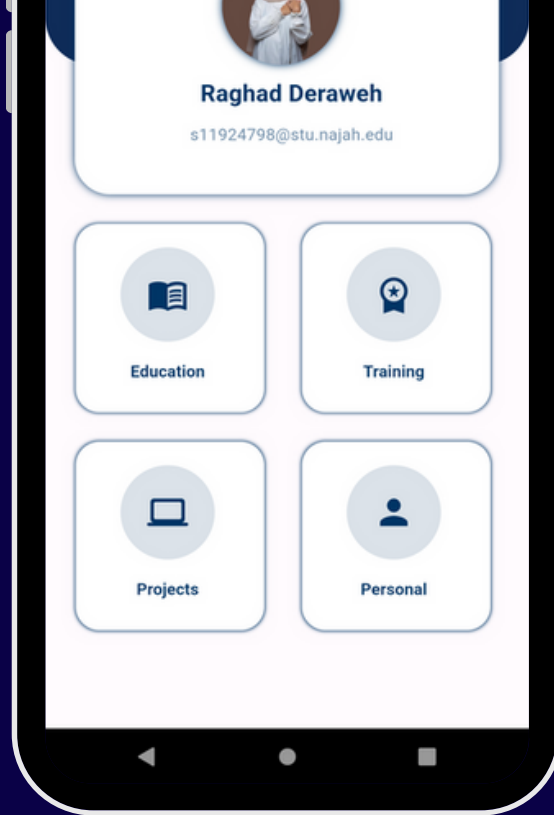 Raghad Deraweh
s11924798@stu.najah.edu
Education
Training
Projects
Personal